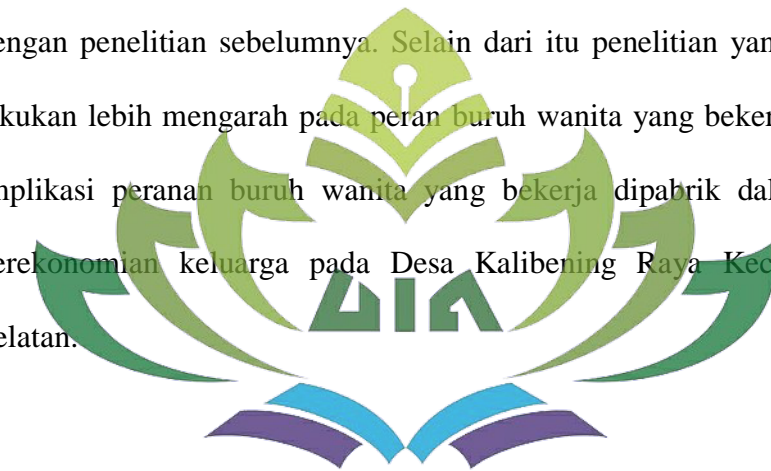 engan penelitian sebelumnya. Selain dari itu penelitian yan
kukan lebih mengarah pada peran buruh wanita yang beker
nplikasi peranan buruh wanita yang bekerja dipabrik dal
erekonomian keluarga pada Desa Kalibening Raya Kec
elatan.
UIN